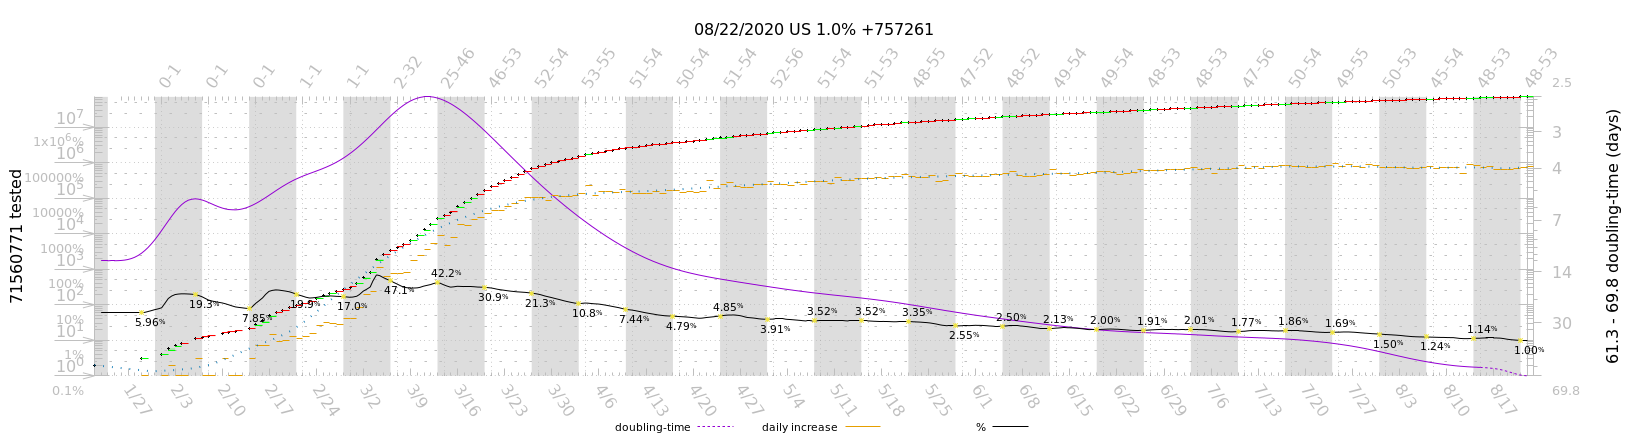 08/22/2020 US 1.0% +757261
0-1 0-1 0-1 1-1 1-1 2-32 25-46 46-53 52-54 53-55 51-54 50-54 51-54 52-56 51-54 51-53 48-55 47-52 48-52 49-54 49-54 48-53 48-53 47-56 50-54 49-55 50-53 45-54 48-53 48-53
71560771 tested
10⁷
1x10⁶%
10⁶
100000%
10⁵
10000%
10⁴
1000%
10³
100%
10²
10%
10¹
1%
10⁰
0.1%
5.96% 19.3% 7.85% 19.9% 17.0% 47.1% 42.2% 30.9% 21.3% 10.8% 7.44% 4.79% 4.85% 3.91% 3.52% 3.52% 3.35% 2.55% 2.50% 2.13% 2.00% 1.91% 2.01% 1.77% 1.86% 1.69% 1.50% 1.24% 1.14% 1.00%
2.5
3
4
7
14
30
69.8
61.3 - 69.8 doubling-time (days)
1/27 2/3 2/10 2/17 2/24 3/2 3/9 3/16 3/23 3/30 4/6 4/13 4/20 4/27 5/4 5/11 5/18 5/25 6/1 6/8 6/15 6/22 6/29 7/6 7/13 7/20 7/27 8/3 8/10 8/17
doubling-time daily increase %